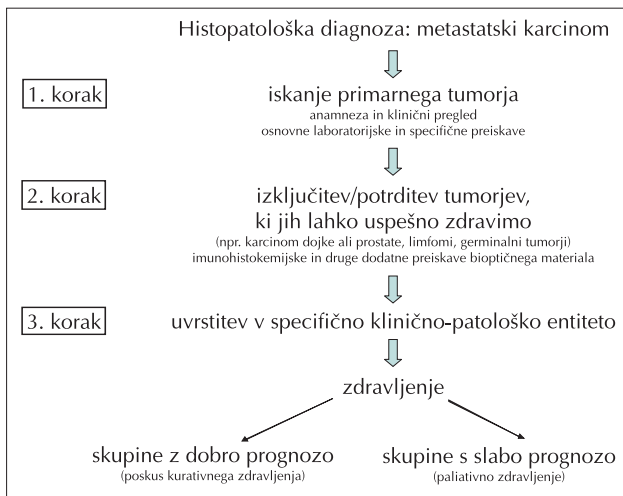 Histopatološka diagnoza: metastatski karcinom
1. korak
iskanje primarnega tumorja
anamneza in klinični pregled
osnovne laboratorijske in specifične preiskave
2. korak
izključitev/potrditev tumorjev,
ki jih lahko uspešno zdravimo
(npr. karcinom dojke ali prostate, limfomi, germinalni tumorji)
imunohistokemijske in druge dodatne preiskave bioptičnega materiala
3. korak
uvrstitev v specifično klinično-patološko entiteto
zdravljenje
skupine z dobro prognozo
(poskus kurativnega zdravljenja)
skupine s slabo prognozo
(paliativno zdravljenje)